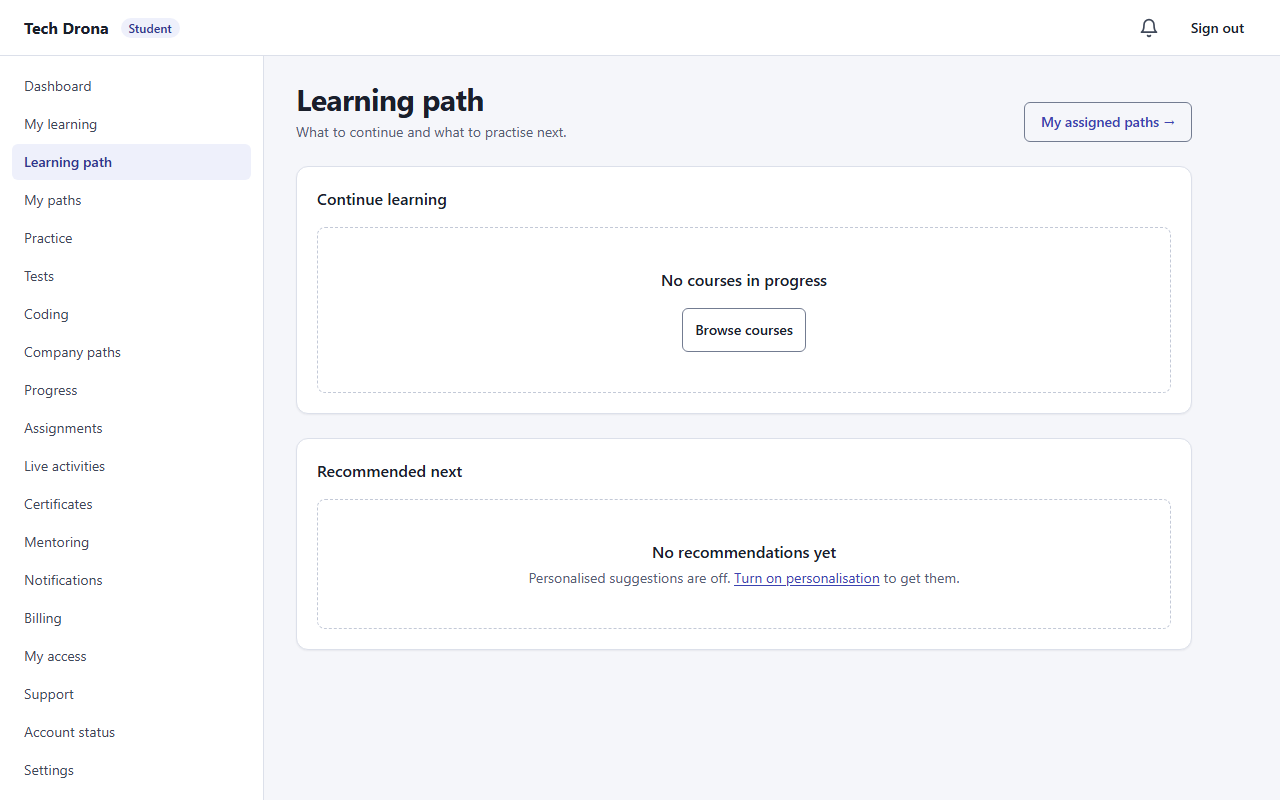 Tech Drona Student
Sign out
Dashboard
My learning
Learning path
My paths
Practice
Tests
Coding
Company paths
Progress
Assignments
Live activities
Certificates
Mentoring
Notifications
Billing
My access
Support
Account status
Settings
Learning path
What to continue and what to practise next.
My assigned paths →
Continue learning
No courses in progress
Browse courses
Recommended next
No recommendations yet
Personalised suggestions are off. Turn on personalisation to get them.